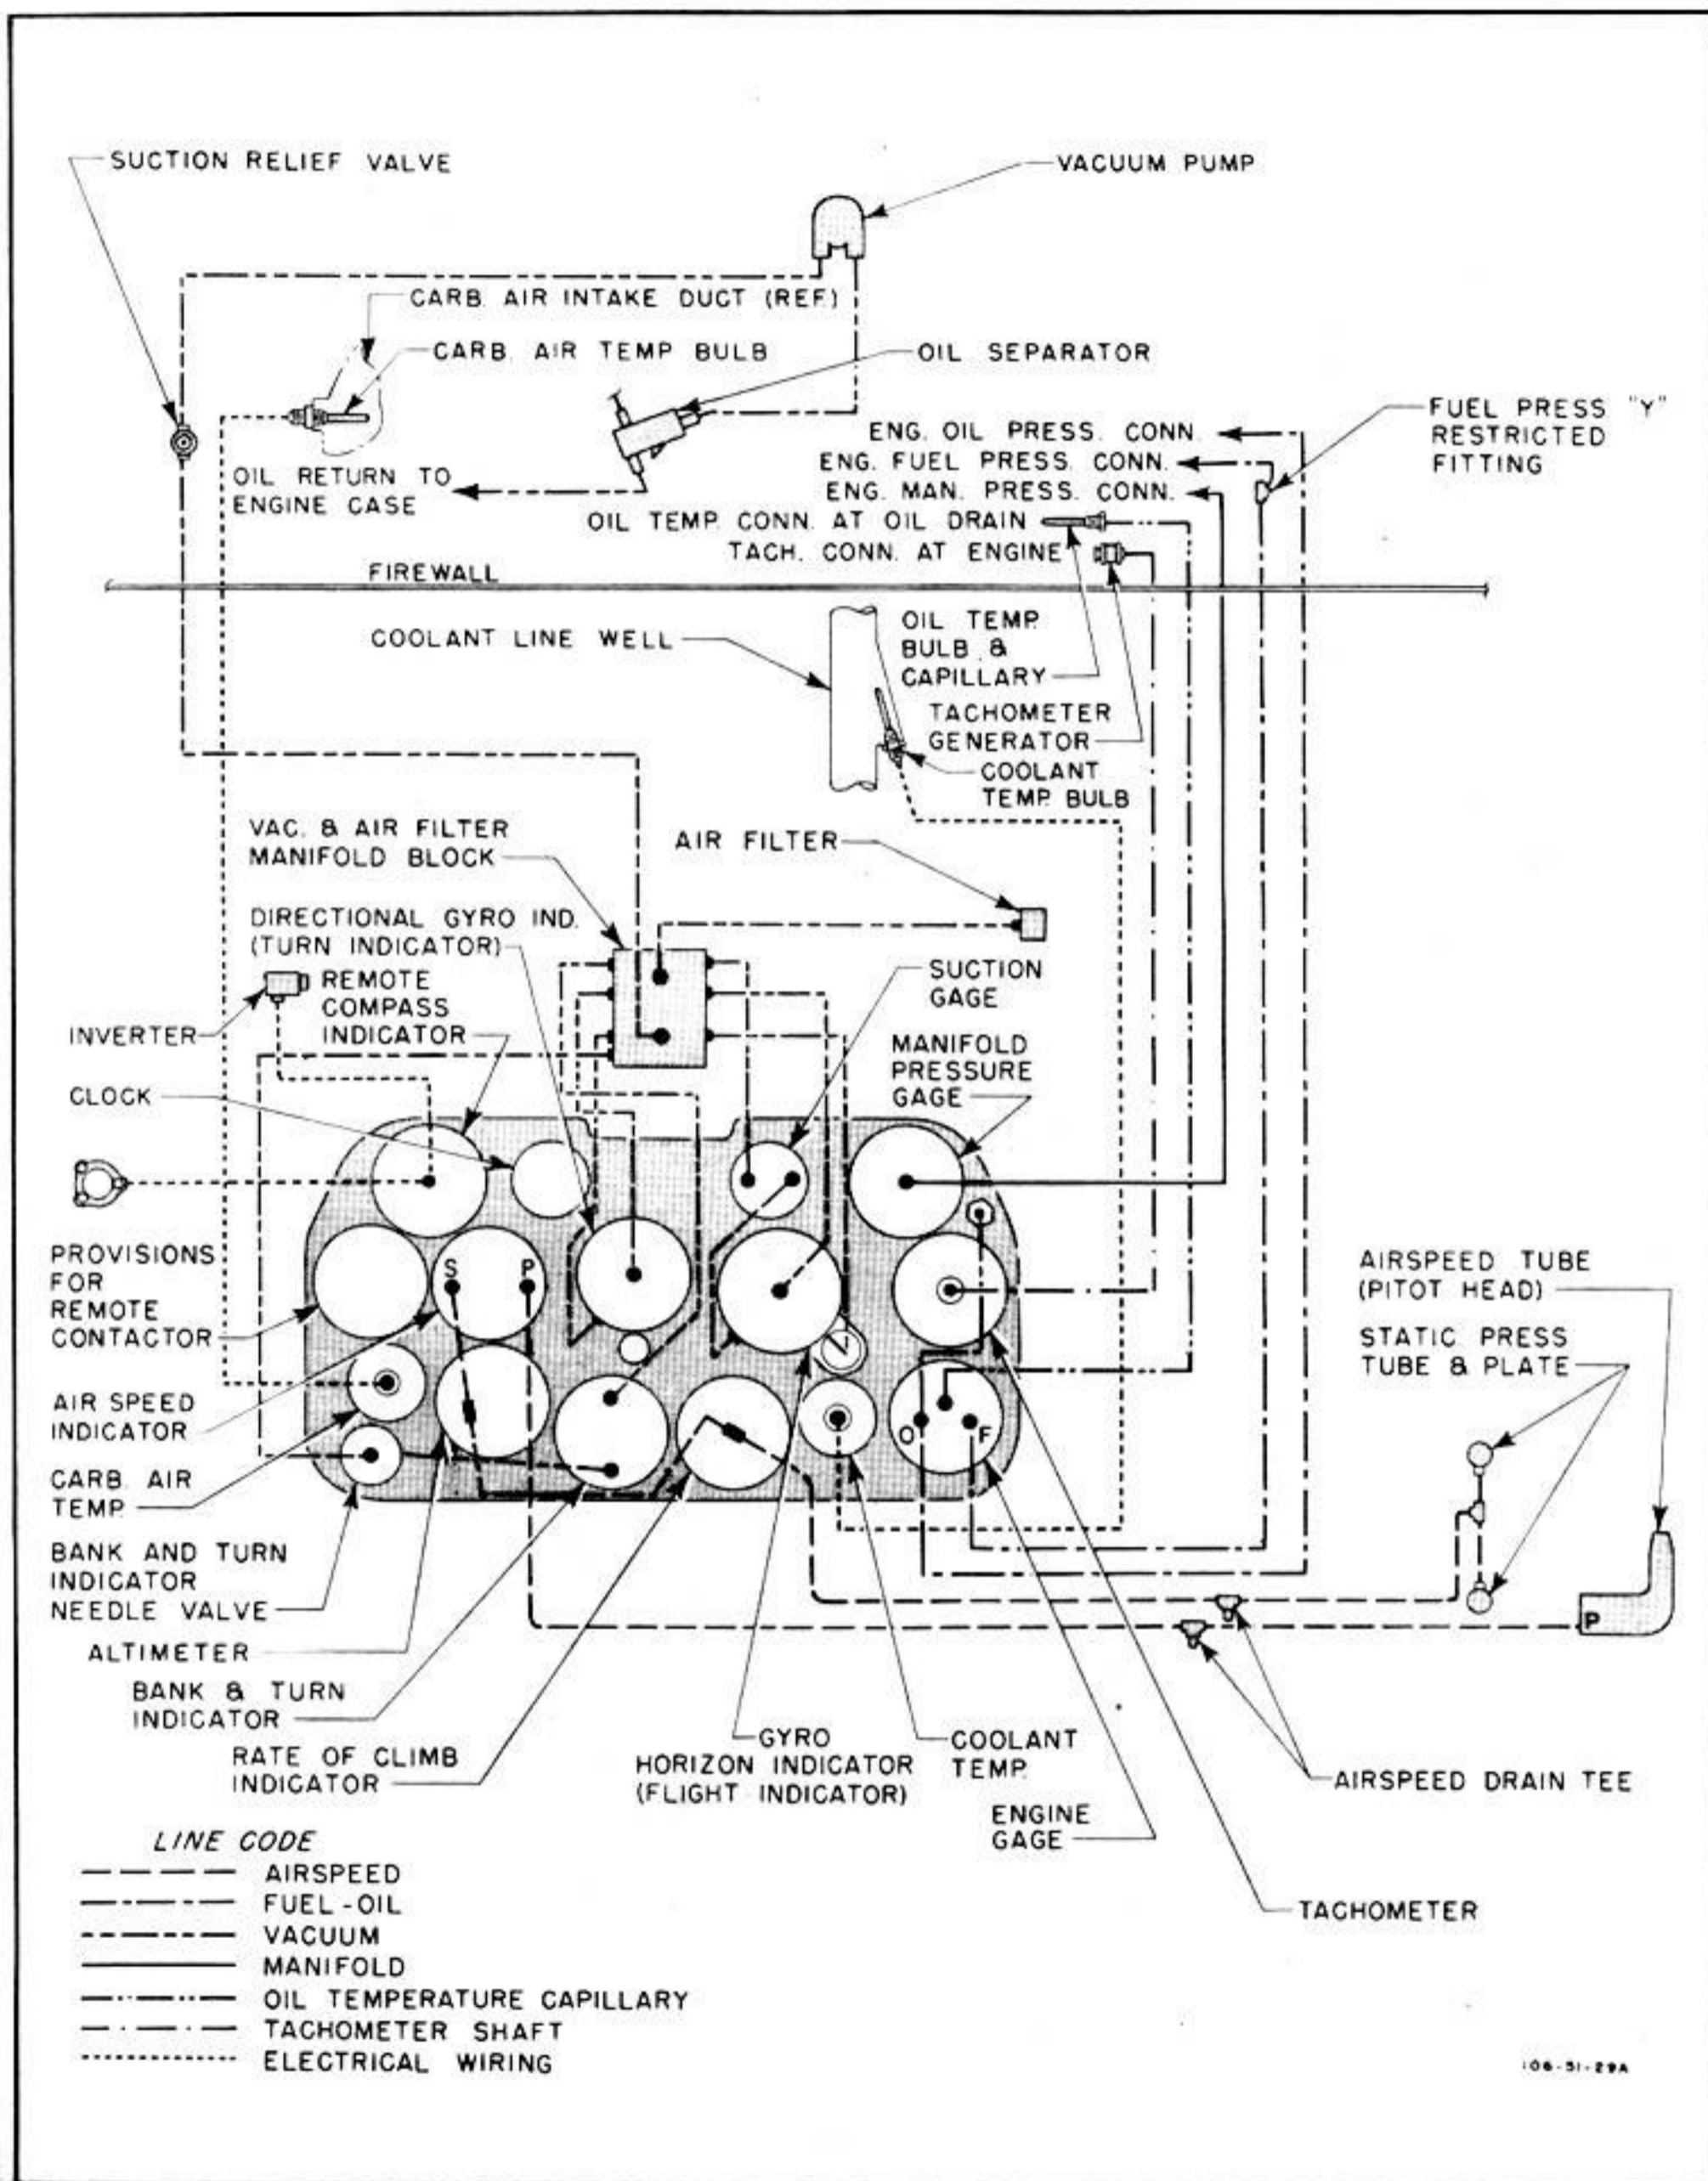 SUCTION RELIEF VALVE
VACUUM PUMP
CARB. AIR INTAKE DUCT (REF.)
CARB. AIR TEMP BULB
OIL SEPARATOR
FUEL PRESS "Y"
RESTRICTED
FITTING
ENG. OIL PRESS. CONN.
ENG. FUEL PRESS. CONN.
ENG. MAN. PRESS. CONN.
OIL RETURN TO
ENGINE CASE
OIL TEMP. CONN. AT OIL DRAIN
TACH. CONN. AT ENGINE
FIREWALL
COOLANT LINE WELL
OIL TEMP.
BULB &
CAPILLARY
TACHOMETER
GENERATOR
COOLANT
TEMP. BULB
VAC. & AIR FILTER
MANIFOLD BLOCK
AIR FILTER
DIRECTIONAL GYRO IND.
(TURN INDICATOR)
REMOTE
COMPASS
INDICATOR
SUCTION
GAGE
INVERTER
MANIFOLD
PRESSURE
GAGE
CLOCK
PROVISIONS
FOR
REMOTE
CONTACTOR
S
P
AIRSPEED TUBE
(PITOT HEAD)
STATIC PRESS
TUBE & PLATE
AIR SPEED
INDICATOR
O
F
CARB. AIR
TEMP.
BANK AND TURN
INDICATOR
NEEDLE VALVE
P
ALTIMETER
BANK & TURN
INDICATOR
RATE OF CLIMB
INDICATOR
GYRO
HORIZON INDICATOR
(FLIGHT INDICATOR)
COOLANT
TEMP.
AIRSPEED DRAIN TEE
ENGINE
GAGE
TACHOMETER
LINE CODE
AIRSPEED
FUEL-OIL
VACUUM
MANIFOLD
OIL TEMPERATURE CAPILLARY
TACHOMETER SHAFT
ELECTRICAL WIRING
106-51-29A